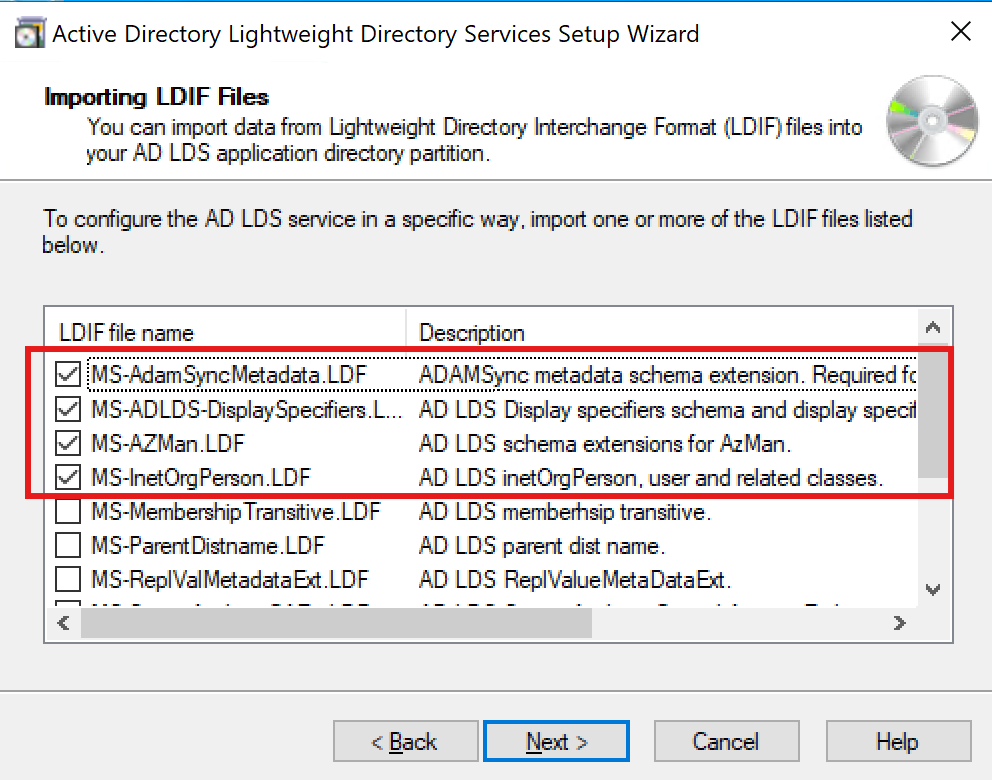 Active Directory Lightweight Directory Services Setup Wizard
Importing LDIF Files
You can import data from Lightweight Directory Interchange Format (LDIF) files into
your AD LDS application directory partition.
To configure the AD LDS service in a specific way, import one or more of the LDIF files listed
below.
LDIF file name Description
MS-AdamSyncMetadata.LDF ADAMSync metadata schema extension. Required fo
MS-ADLDS-DisplaySpecifiers.L... AD LDS Display specifiers schema and display specif
MS-AZMan.LDF AD LDS schema extensions for AzMan.
MS-InetOrgPerson.LDF AD LDS inetOrgPerson, user and related classes.
MS-MembershipTransitive.LDF AD LDS memberhsip transitive.
MS-ParentDistname.LDF AD LDS parent dist name.
MS-ReplValMetadataExt.LDF AD LDS ReplValueMetaDataExt.
< Back Next > Cancel Help